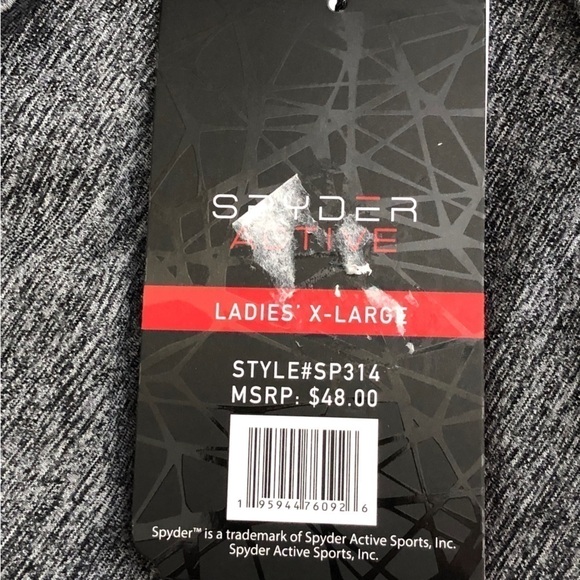 SPYDER
ACTIVE
LADIES' X-LARGE
STYLE#SP314
MSRP: $48.00
1 95944 76092 6
Spyder™ is a trademark of Spyder Active Sports, Inc.
Spyder Active Sports, Inc.